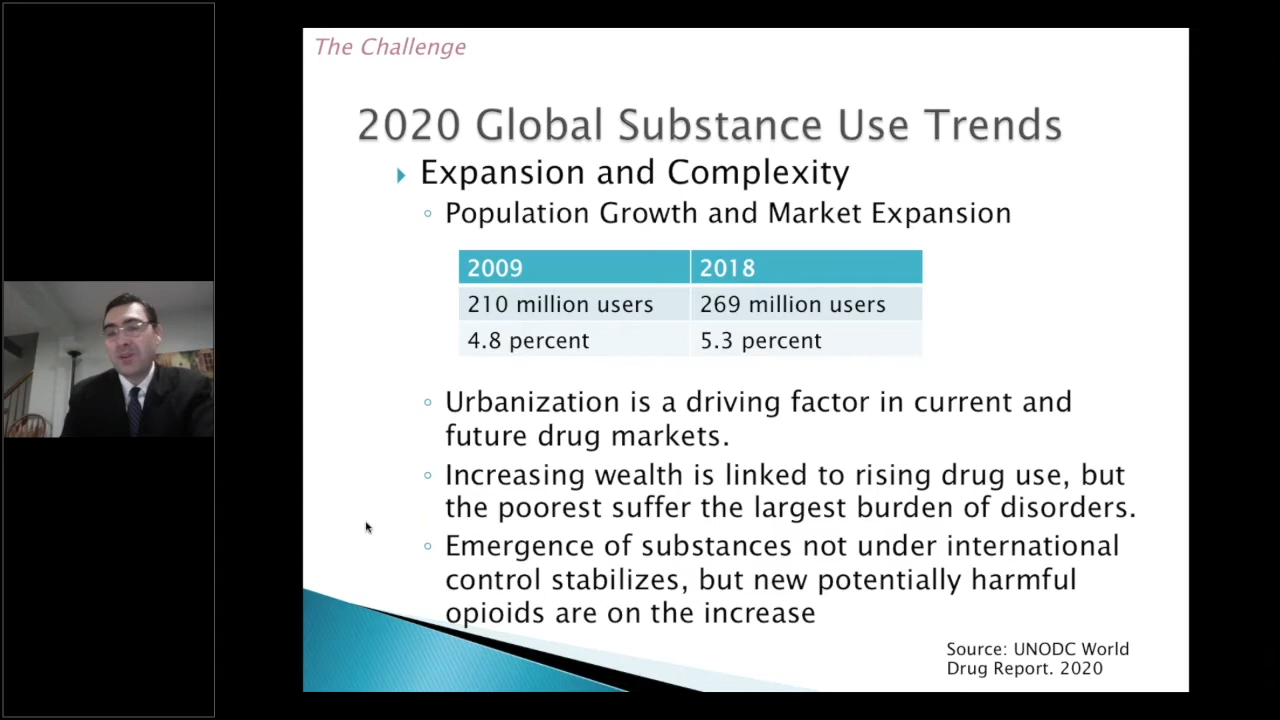 The Challenge
2020 Global Substance Use Trends
Expansion and Complexity
Population Growth and Market Expansion
2009 2018
210 million users 269 million users
4.8 percent 5.3 percent
Urbanization is a driving factor in current and
future drug markets.
Increasing wealth is linked to rising drug use, but
the poorest suffer the largest burden of disorders.
Emergence of substances not under international
control stabilizes, but new potentially harmful
opioids are on the increase
Source: UNODC World
Drug Report. 2020